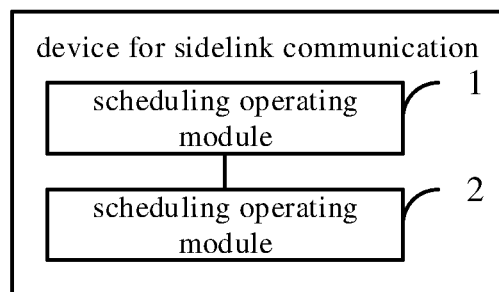 device for sidelink communication
1
scheduling operating
module
2
scheduling operating
module